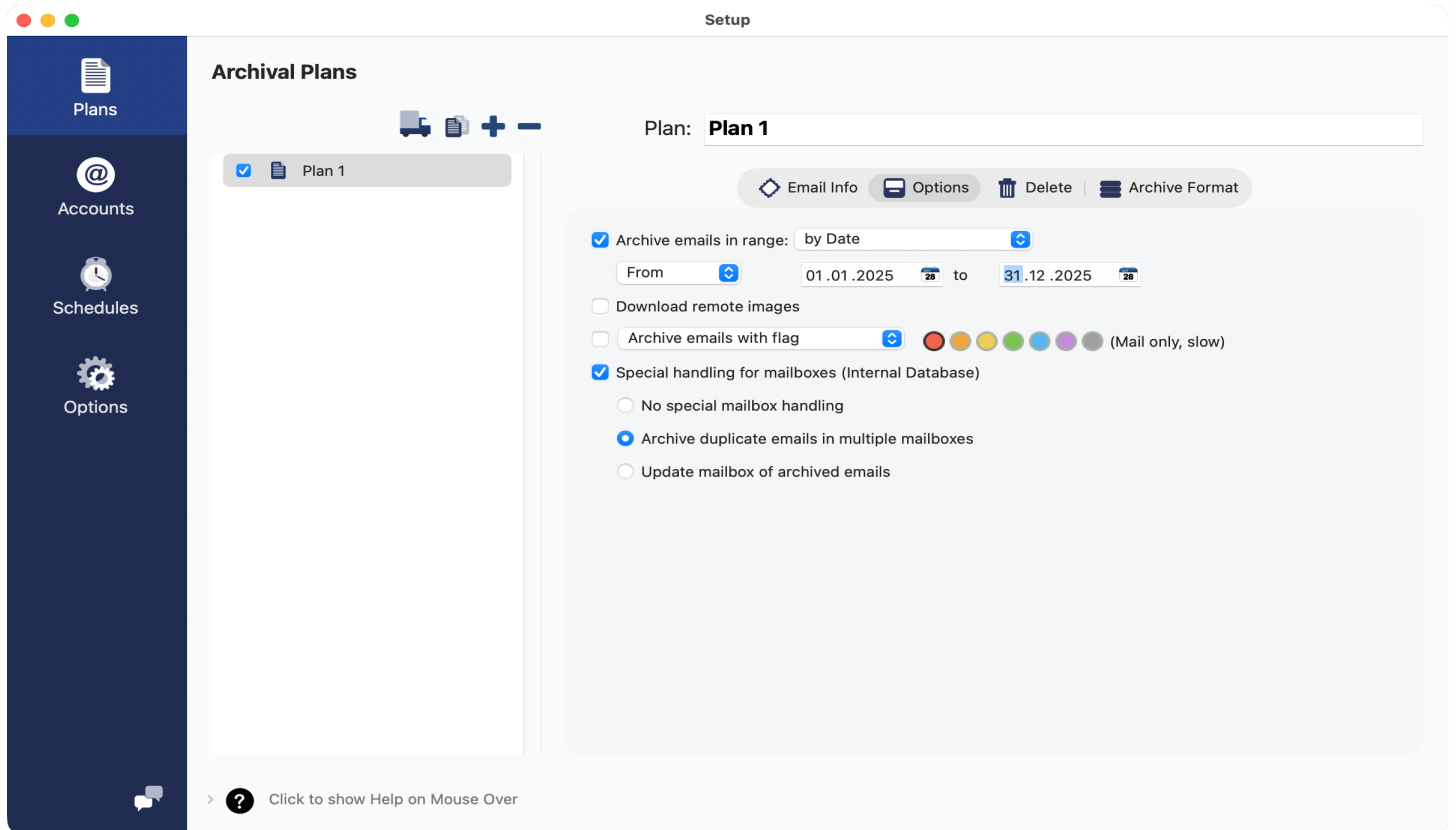 Setup
Plans
Accounts
Schedules
Options
Archival Plans
Plan 1
Plan: Plan 1
Email Info Options Delete Archive Format
Archive emails in range: by Date
From 01.01.2025 28 to 31.12.2025 28
Download remote images
Archive emails with flag (Mail only, slow)
Special handling for mailboxes (Internal Database)
No special mailbox handling
Archive duplicate emails in multiple mailboxes
Update mailbox of archived emails
? Click to show Help on Mouse Over